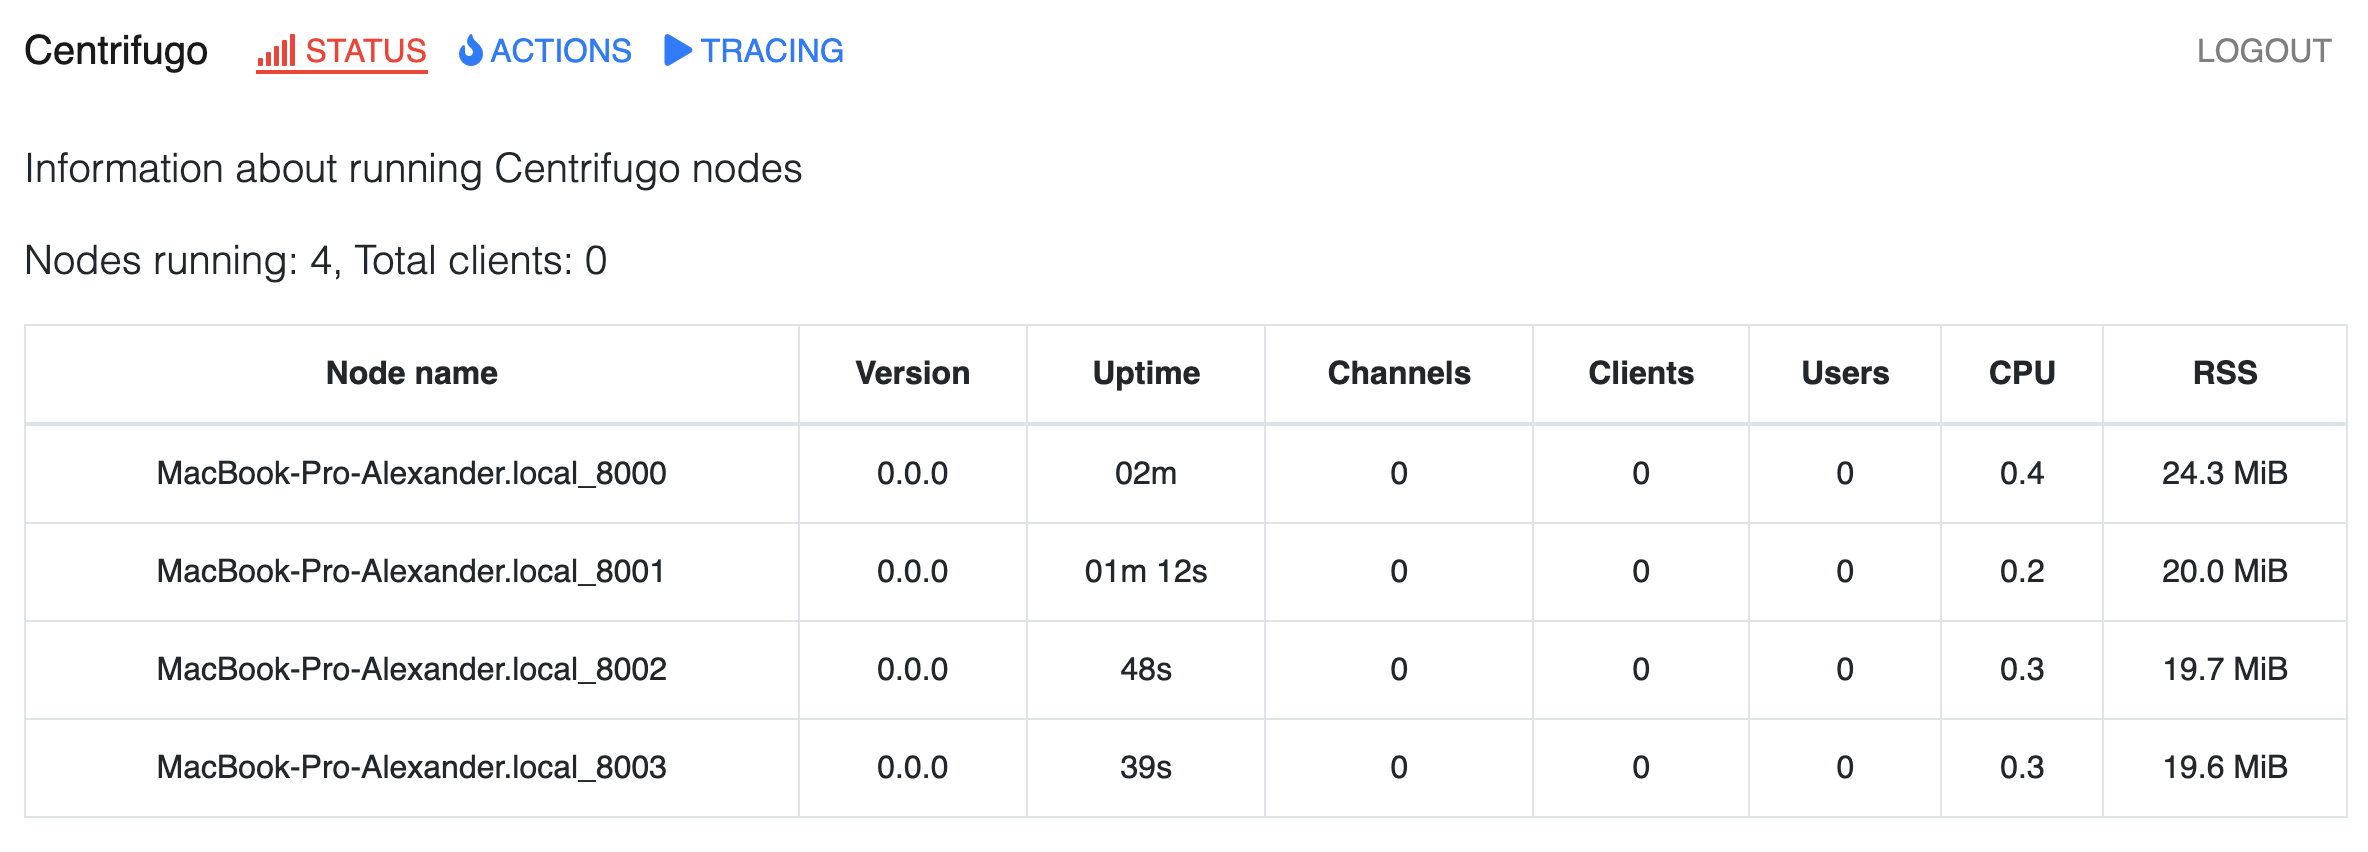 Centrifugo STATUS ACTIONS TRACING LOGOUT
Information about running Centrifugo nodes
Nodes running: 4, Total clients: 0
Node name Version Uptime Channels Clients Users CPU RSS
MacBook-Pro-Alexander.local_8000 0.0.0 02m 0 0 0 0.4 24.3 MiB
MacBook-Pro-Alexander.local_8001 0.0.0 01m 12s 0 0 0 0.2 20.0 MiB
MacBook-Pro-Alexander.local_8002 0.0.0 48s 0 0 0 0.3 19.7 MiB
MacBook-Pro-Alexander.local_8003 0.0.0 39s 0 0 0 0.3 19.6 MiB